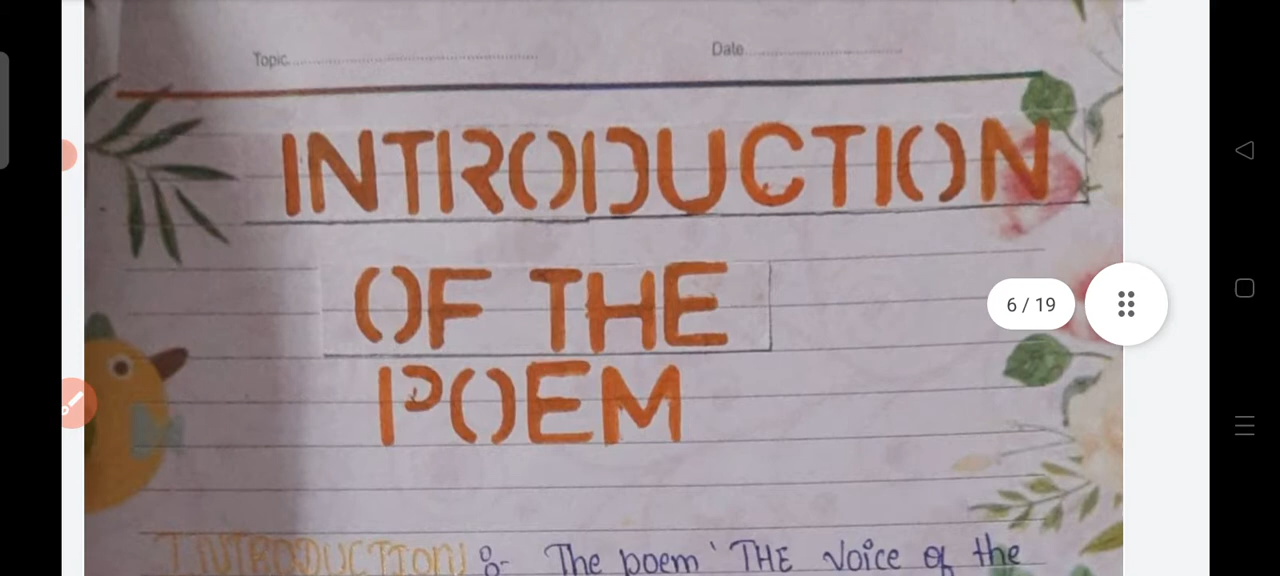 Topic
Date
INTRODUCTION
OF THE
6 / 19
POEM
INTRODUCTION :- The poem ' THE Voice of the